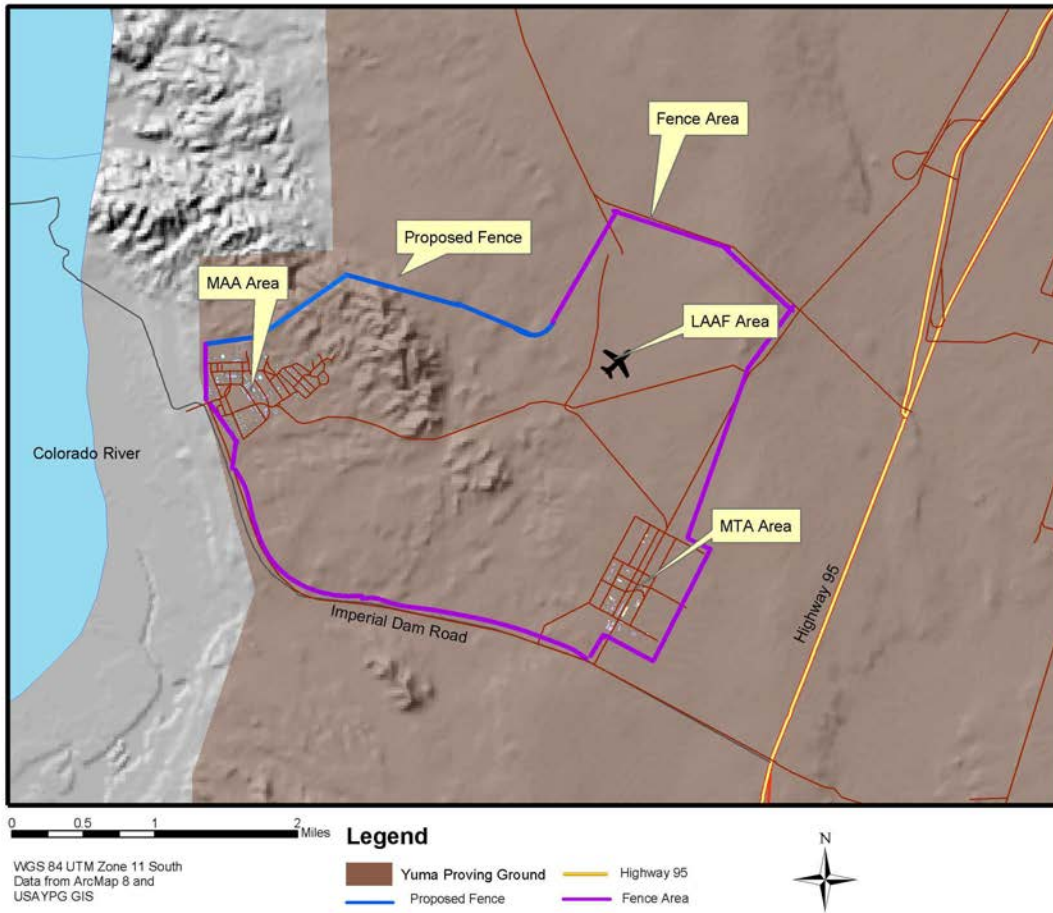 Fence Area
Proposed Fence
MAA Area
LAAF Area
Colorado River
MTA Area
Highway 95
Imperial Dam Road
0 0.5 1 2
Miles
WGS 84 UTM Zone 11 South
Data from ArcMap 8 and
USAYPG GIS
Legend
Yuma Proving Ground
Highway 95
Proposed Fence
Fence Area
N